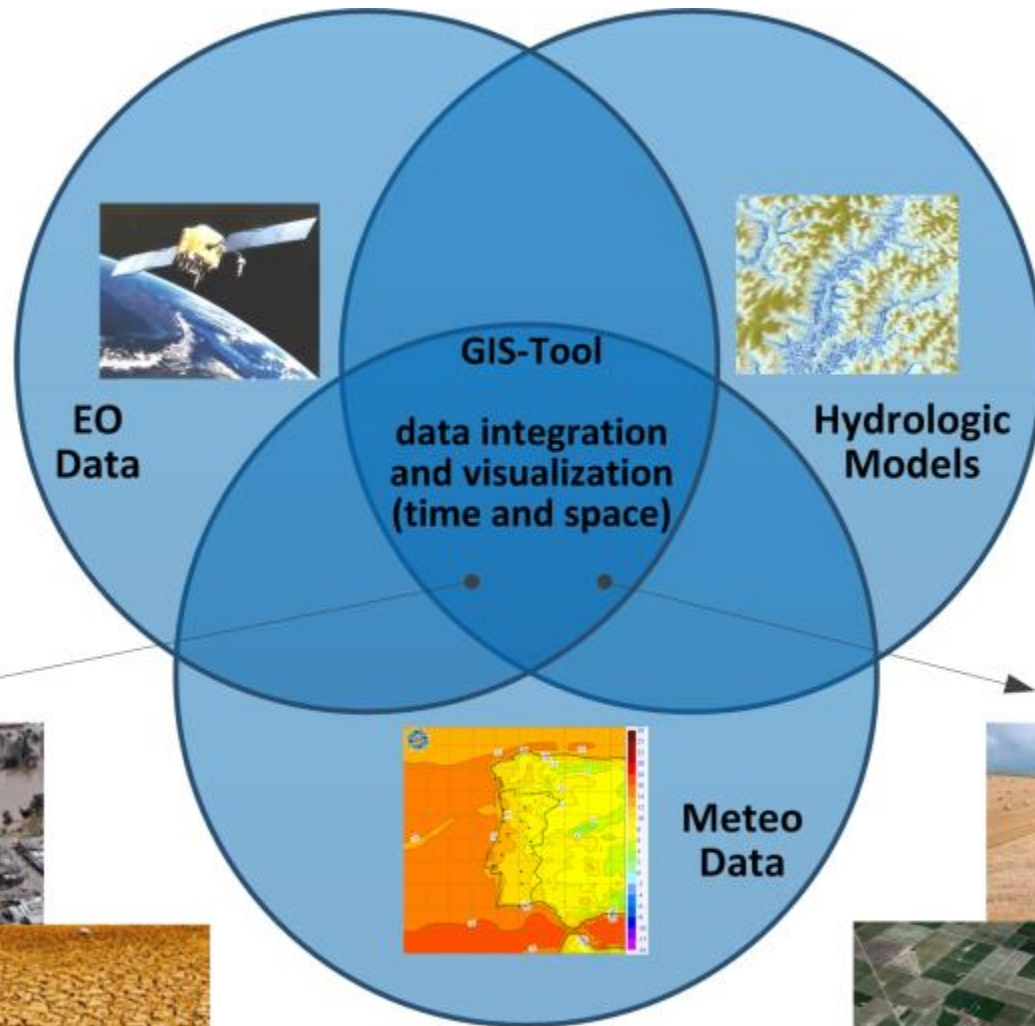 GIS-Tool
data integration
and visualization
(time and space)
EO
Data
Hydrologic
Models
Meteo
Data